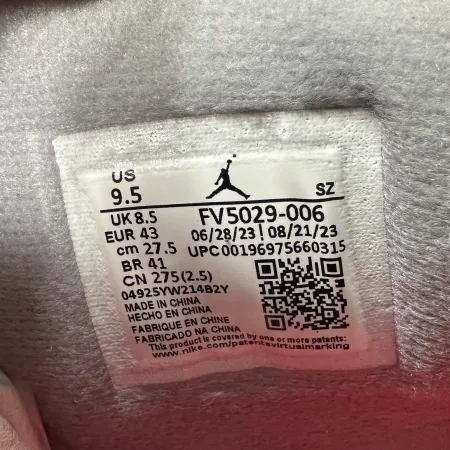 US
9.5
SZ
UK 8.5
FV5029-006
EUR 43
06/28/23 | 08/21/23
cm 27.5
UPC 00196975660315
BR 41
CN 275(2.5)
04925YW214B2Y
MADE IN CHINA
HECHO EN CHINA
FABRIQUE EN CHINE
FABRICADO NA CHINA
This product is covered by one or more patents:
www.nike.com/patentsvirtualmarking